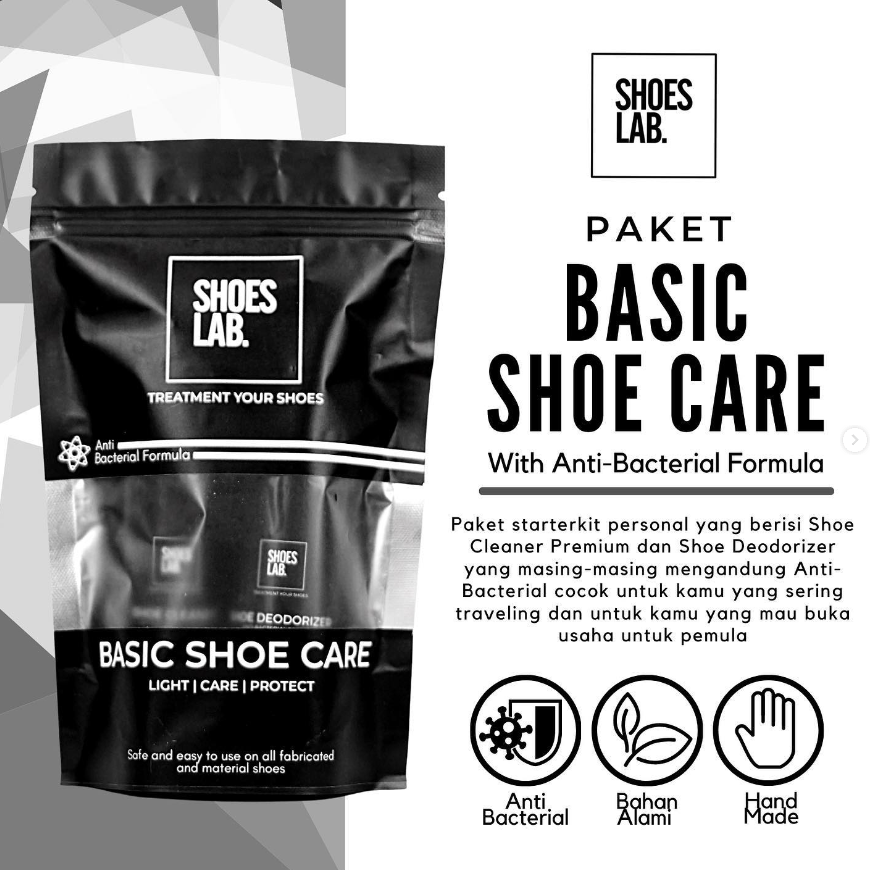 SHOES
LAB.
TREATMENT YOUR SHOES
Anti
Bacterial Formula
SHOES
LAB.
SHOES
LAB.
TREATMENT YOUR SHOES
SHOE CLEANER
SHOE DEODORIZER
BASIC SHOE CARE
LIGHT | CARE | PROTECT
Safe and easy to use on all fabricated
and material shoes
SHOES
LAB.
PAKET
BASIC
SHOE CARE
With Anti-Bacterial Formula
Paket starterkit personal yang berisi Shoe
Cleaner Premium dan Shoe Deodorizer
yang masing-masing mengandung Anti-
Bacterial cocok untuk kamu yang sering
traveling dan untuk kamu yang mau buka
usaha untuk pemula
Anti
Bacterial
Bahan
Alami
Hand
Made